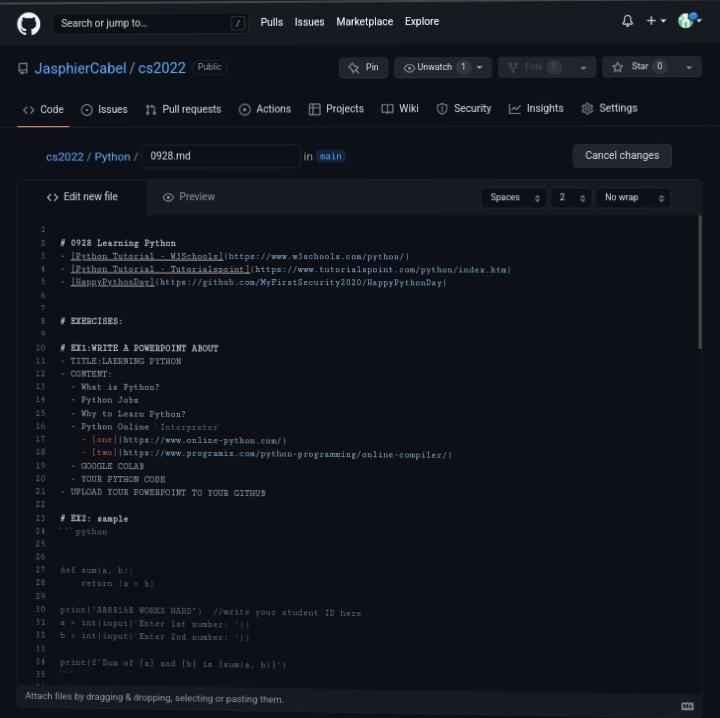 Search or jump to... /
Pulls Issues Marketplace Explore
JasphierCabel / cs2022 Public
Pin Unwatch 1 Fork 0 Star 0
Code Issues Pull requests Actions Projects Wiki Security Insights Settings
cs2022 / Python / 0928.md in main Cancel changes
Edit new file Preview Spaces 2 No wrap
1
2 # 0928 Learning Python
3 - [Python Tutorial - W3Schools](https://www.w3schools.com/python/)
4 - [Python Tutorial - Tutorialspoint](https://www.tutorialspoint.com/python/index.htm)
5 - [HappyPythonDay](https://github.com/MyFirstSecurity2020/HappyPythonDay)
6
7
8 # EXERCISES:
9
10 # EX1:WRITE A POWERPOINT ABOUT
11 - TITLE:LAERNING PYTHON
12 - CONTENT:
13 - What is Python?
14 - Python Jobs
15 - Why to Learn Python?
16 - Python Online `Interpreter`
17 - [one](https://www.online-python.com/)
18 - [two](https://www.programiz.com/python-programming/online-compiler/)
19 - GOOGLE COLAB
20 - YOUR PYTHON CODE
21 - UPLOAD YOUR POWERPOINT TO YOUR GITHUB
22
23 # EX2: sample
24 ```python
25
26
27 def sum(a, b):
28 return (a + b)
29
30 print("A888168 WORKS HARD") //write your student ID here
31 a = int(input('Enter 1st number: '))
32 b = int(input('Enter 2nd number: '))
33
34 print(f'Sum of {a} and {b} is {sum(a, b)}')
35 ```
Attach files by dragging & dropping, selecting or pasting them.